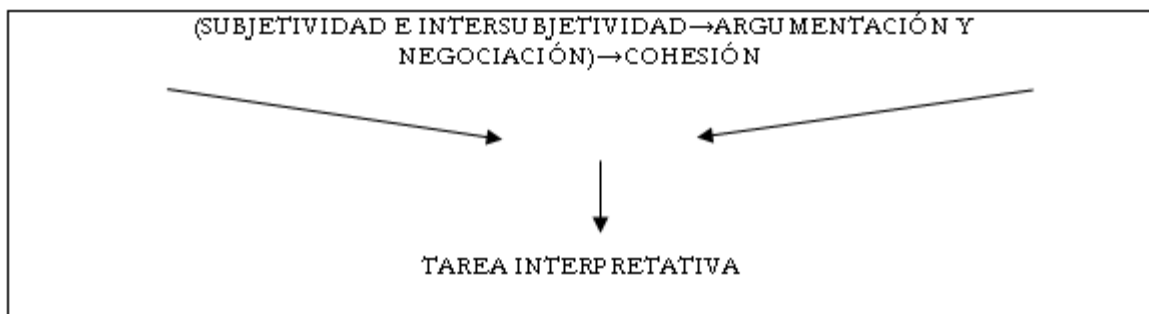 (SUBJETIVIDAD E INTERSUBJETIVIDAD→ARGUMENTACIÓN Y
NEGOCIACIÓN)→COHESIÓN
TAREA INTERPRETATIVA